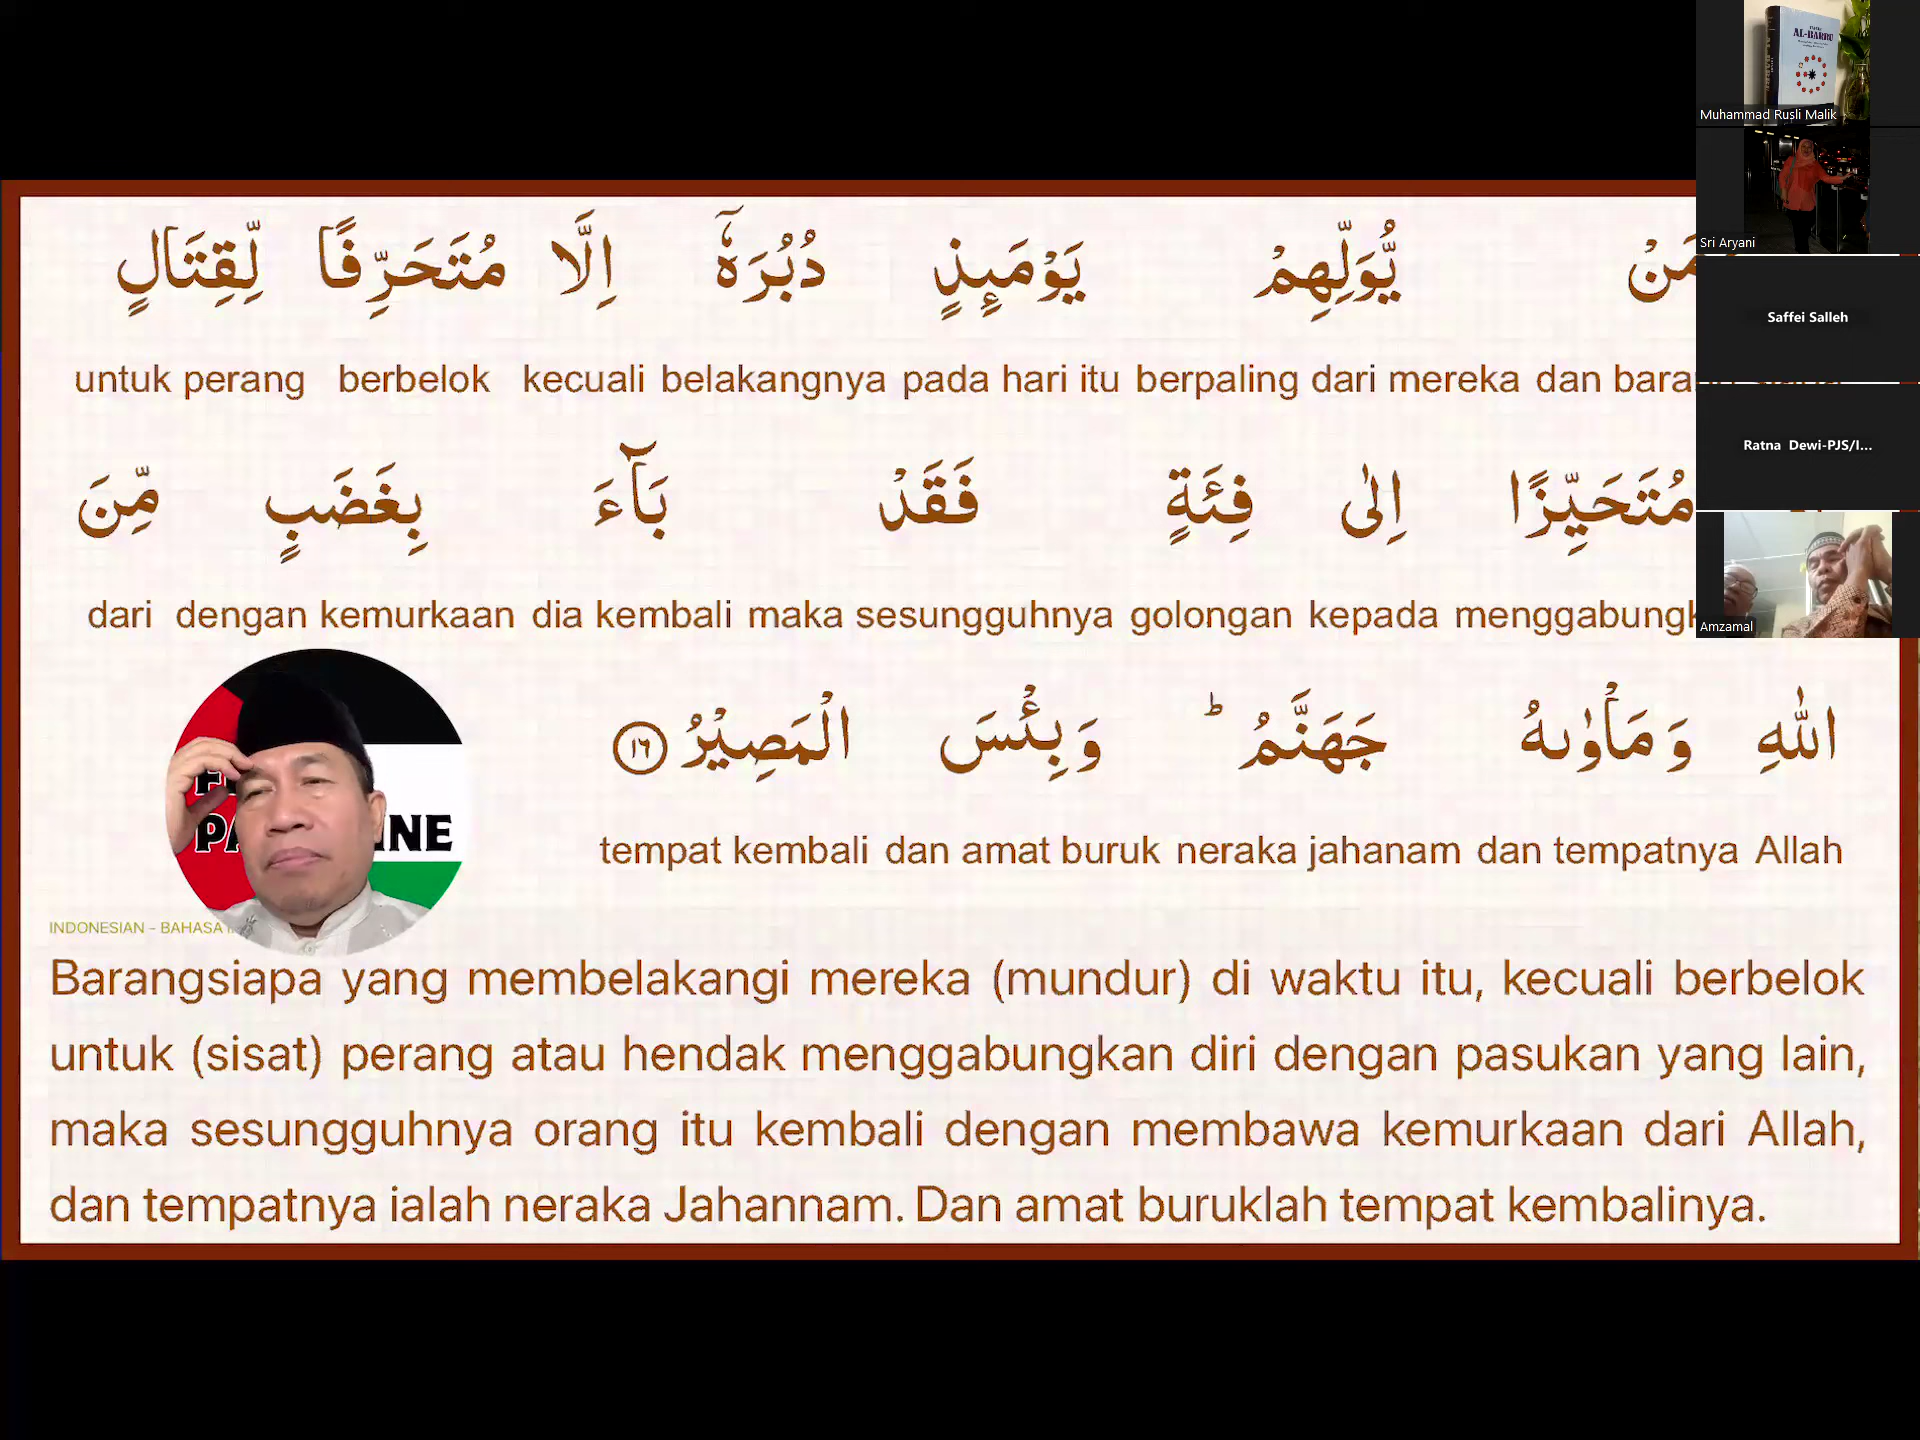 مَنْ يُّوَلِّهِمْ يَوْمَىِٕذٍ دُبُرَهٗٓ اِلَّا مُتَحَرِّفًا لِّقِتَالٍ
untuk perang berbelok kecuali belakangnya pada hari itu berpaling dari mereka dan
مُتَحَيِّزًا اِلٰى فِئَةٍ فَقَدْ بَاۤءَ بِغَضَبٍ مِّنَ
dari dengan kemurkaan dia kembali maka sesungguhnya golongan kepada
اللّٰهِ وَمَأْوٰىهُ جَهَنَّمُ ۗ وَبِئْسَ الْمَصِيْرُ ١٦
tempat kembali dan amat buruk neraka jahanam dan tempatnya Allah
INDONESIAN - BAHASA
INE
Barangsiapa yang membelakangi mereka (mundur) di waktu itu, kecuali berbelok
untuk (sisat) perang atau hendak menggabungkan diri dengan pasukan yang lain,
maka sesungguhnya orang itu kembali dengan membawa kemurkaan dari Allah,
dan tempatnya ialah neraka Jahannam. Dan amat buruklah tempat kembalinya.
AL-BARRU
Muhammad Rusli Malik
Sri Aryani
Saffei Salleh
Ratna Dewi-PJS/I...
Amzamal